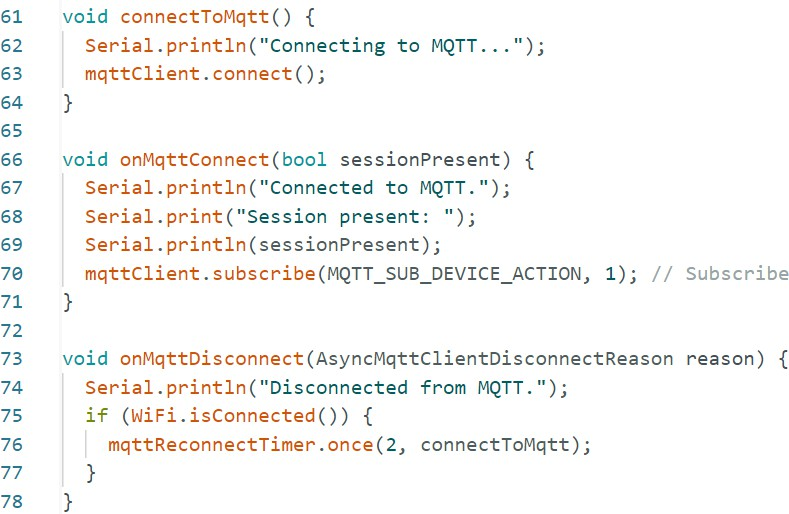 61 void connectToMqtt() {
62   Serial.println("Connecting to MQTT...");
63   mqttClient.connect();
64 }
65
66 void onMqttConnect(bool sessionPresent) {
67   Serial.println("Connected to MQTT.");
68   Serial.print("Session present: ");
69   Serial.println(sessionPresent);
70   mqttClient.subscribe(MQTT_SUB_DEVICE_ACTION, 1); // Subscribe
71 }
72
73 void onMqttDisconnect(AsyncMqttClientDisconnectReason reason) {
74   Serial.println("Disconnected from MQTT.");
75   if (WiFi.isConnected()) {
76     mqttReconnectTimer.once(2, connectToMqtt);
77   }
78 }